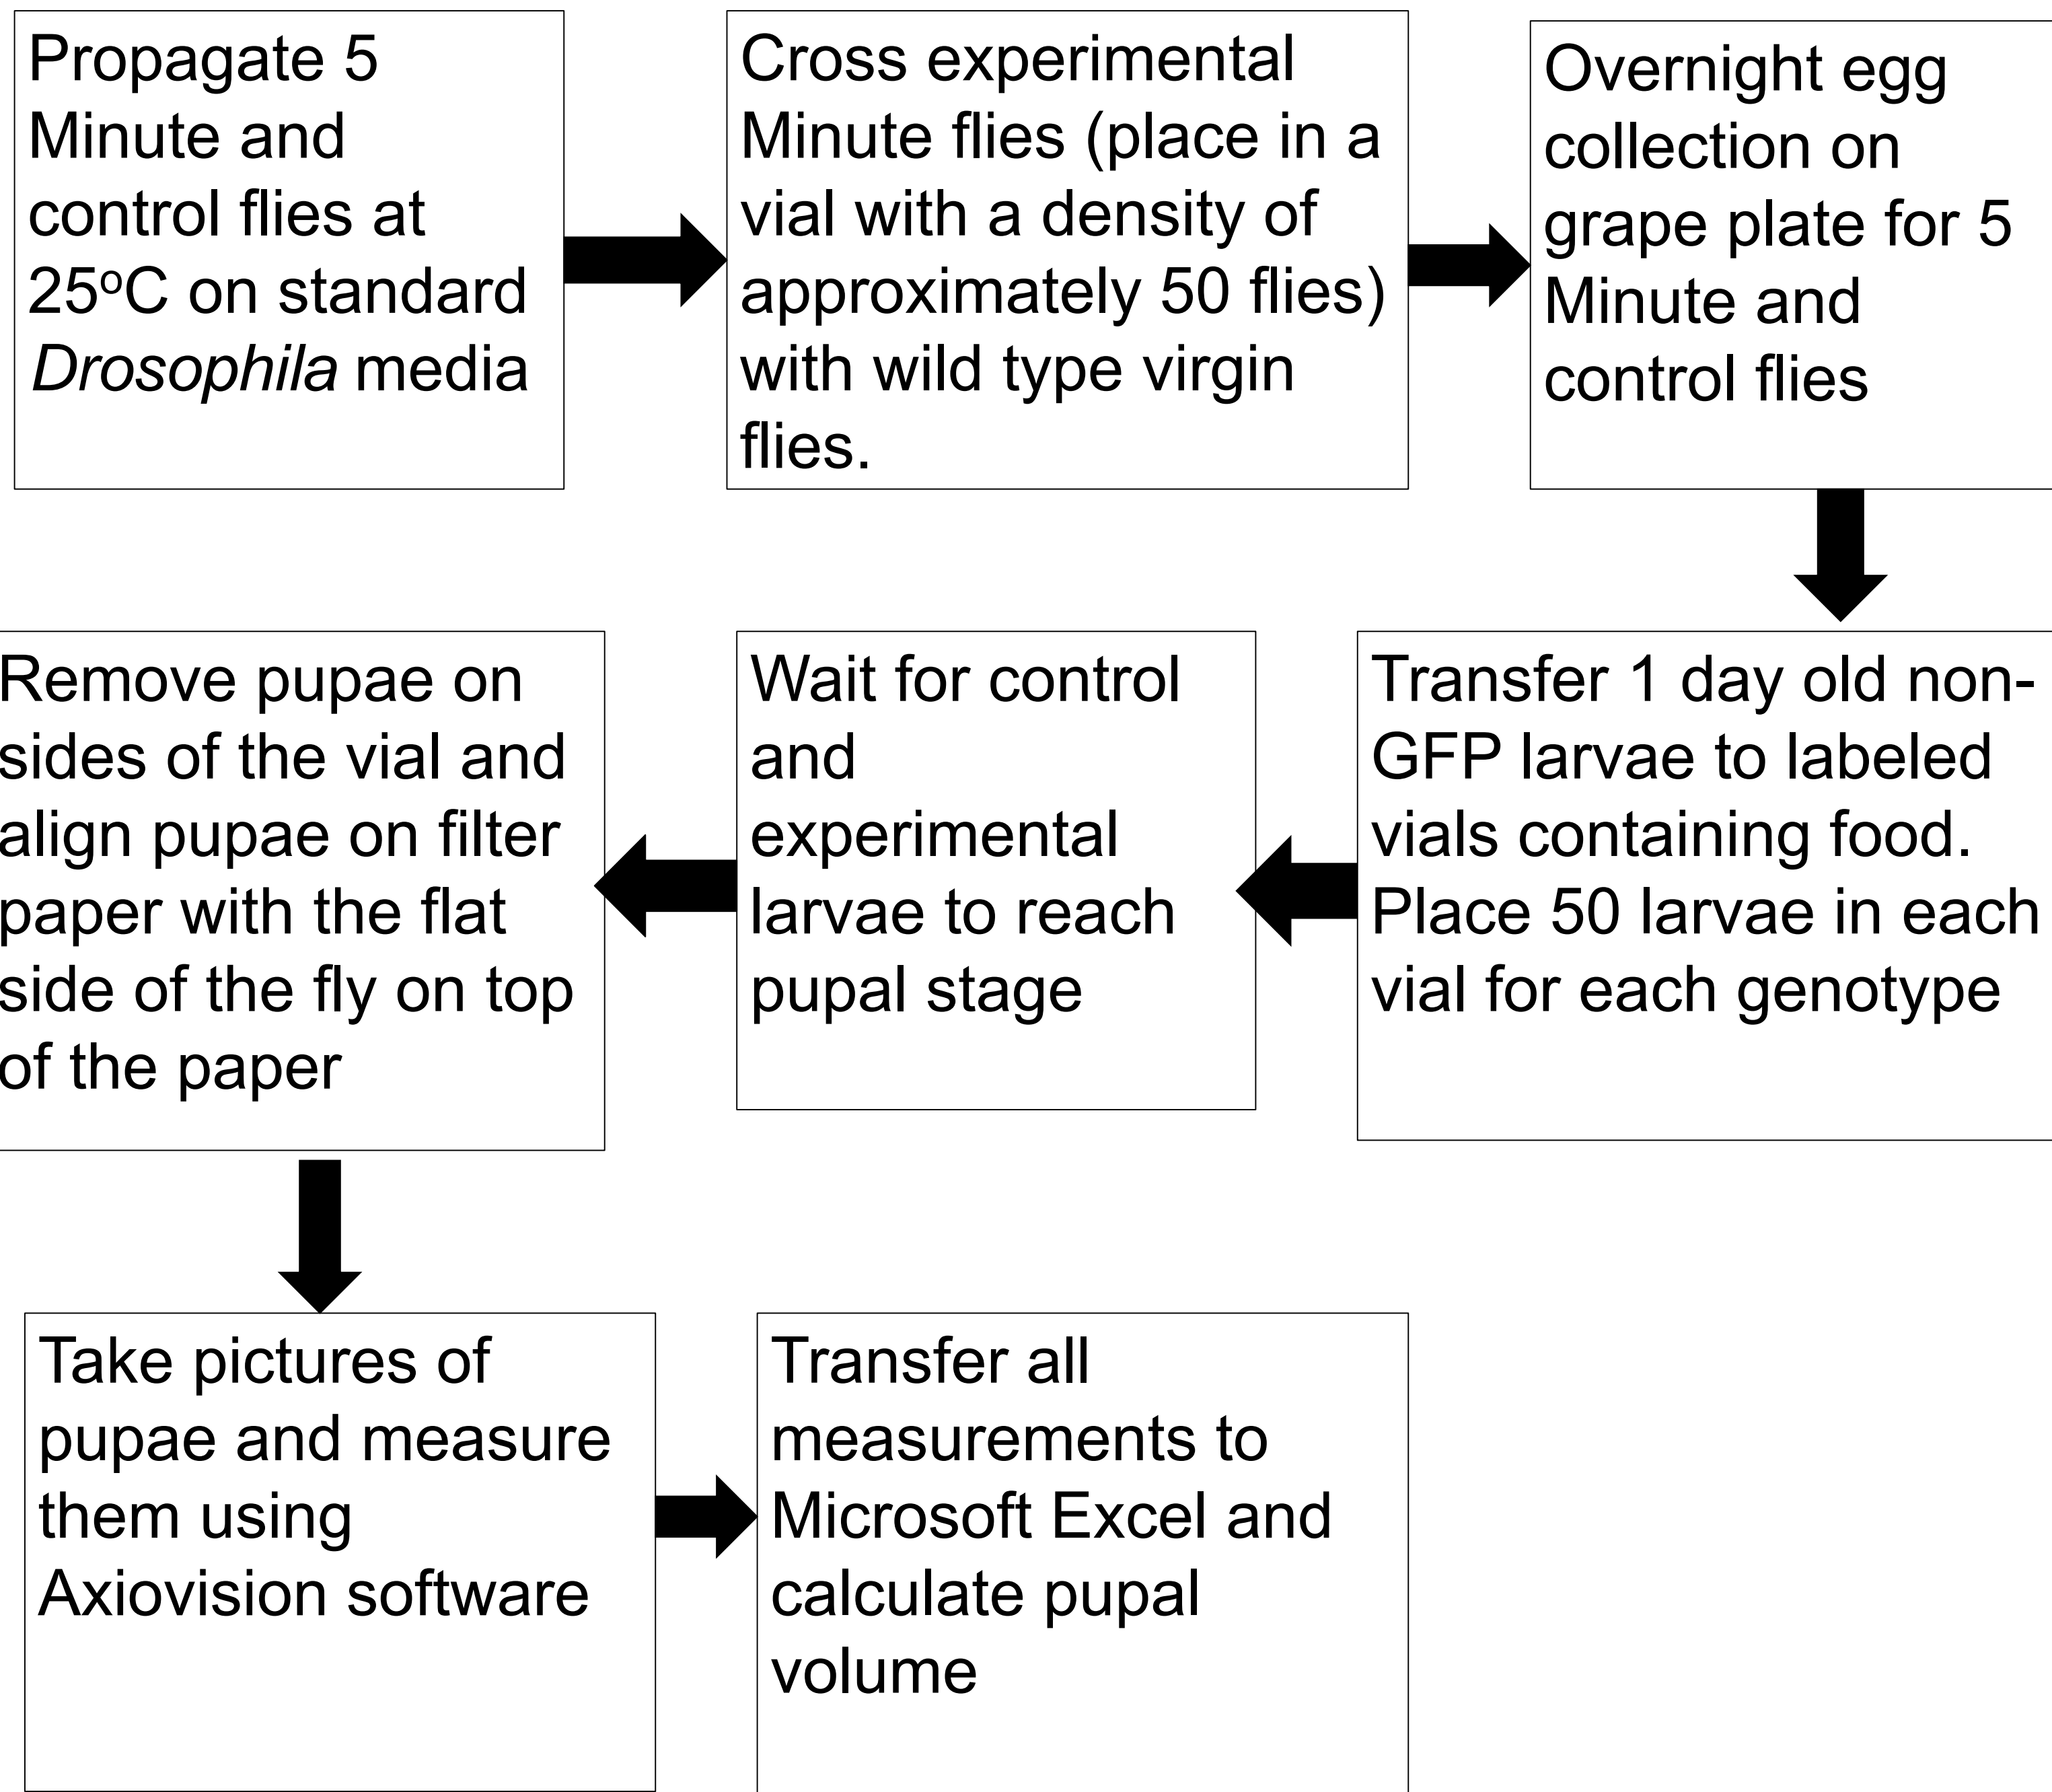 Propagate 5
Minute and
control flies at
25°C on standard
Drosophila media
Cross experimental
Minute flies (place in a
vial with a density of
approximately 50 flies)
with wild type virgin
flies.
Overnight egg
collection on
grape plate for 5
Minute and
control flies
Transfer 1 day old non-
GFP larvae to labeled
vials containing food.
Place 50 larvae in each
vial for each genotype
Wait for control
and
experimental
larvae to reach
pupal stage
Remove pupae on
sides of the vial and
align pupae on filter
paper with the flat
side of the fly on top
of the paper
Take pictures of
pupae and measure
them using
Axiovision software
Transfer all
measurements to
Microsoft Excel and
calculate pupal
volume